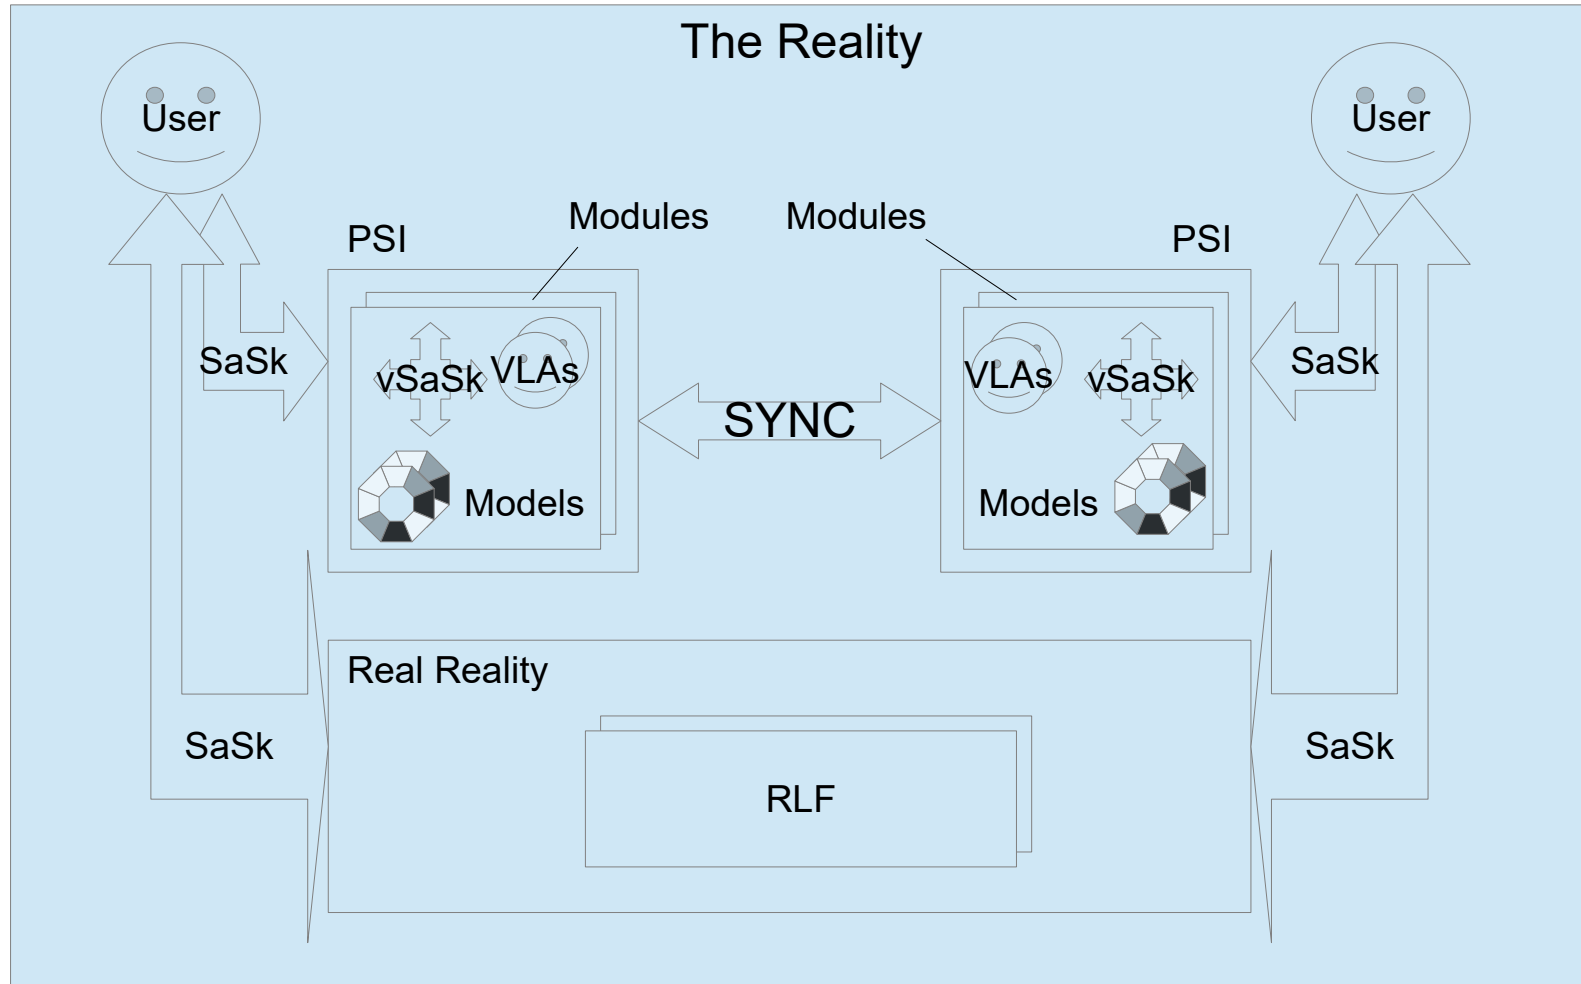 The Reality
User
User
Modules
Modules
PSI
PSI
SaSk
vSaSk
VLAs
SYNC
VLAs
vSaSk
SaSk
Models
Models
Real Reality
SaSk
RLF
SaSk